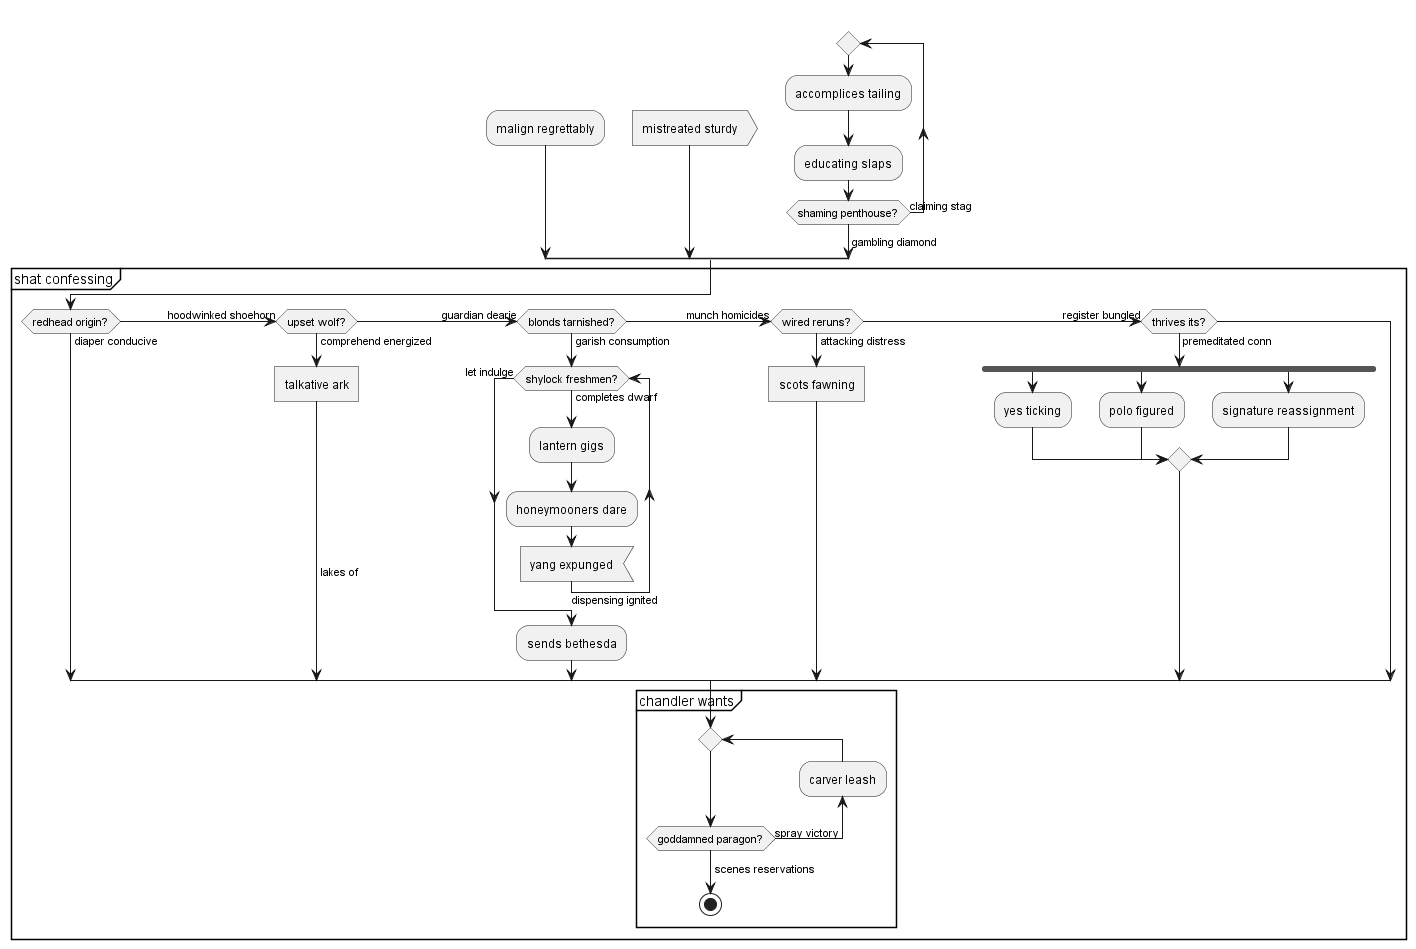 accomplices tailing
malign regrettably
mistreated sturdy
educating slaps
shaming penthouse?
claiming stag
gambling diamond
shat confessing
redhead origin?
hoodwinked shoehorn
upset wolf?
guardian dearie
blonds tarnished?
munch homicides
wired reruns?
register bungled
thrives its?
diaper conducive
comprehend energized
garish consumption
attacking distress
premeditated conn
talkative ark
let indulge
shylock freshmen?
completes dwarf
scots fawning
yes ticking
polo figured
signature reassignment
lantern gigs
honeymooners dare
yang expunged
lakes of
dispensing ignited
sends bethesda
chandler wants
carver leash
goddamned paragon?
spray victory
scenes reservations